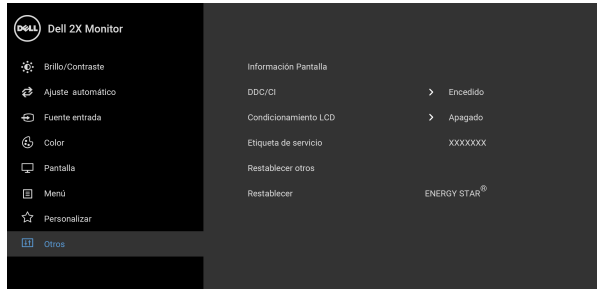 DELL Dell 2X Monitor
Brillo/Contraste
Información Pantalla
Ajuste automático
DDC/CI
Encedido
Fuente entrada
Condicionamiento LCD
Apagado
Color
Etiqueta de servicio
XXXXXXX
Pantalla
Restablecer otros
Menú
Restablecer
ENERGY STAR®
Personalizar
Otros